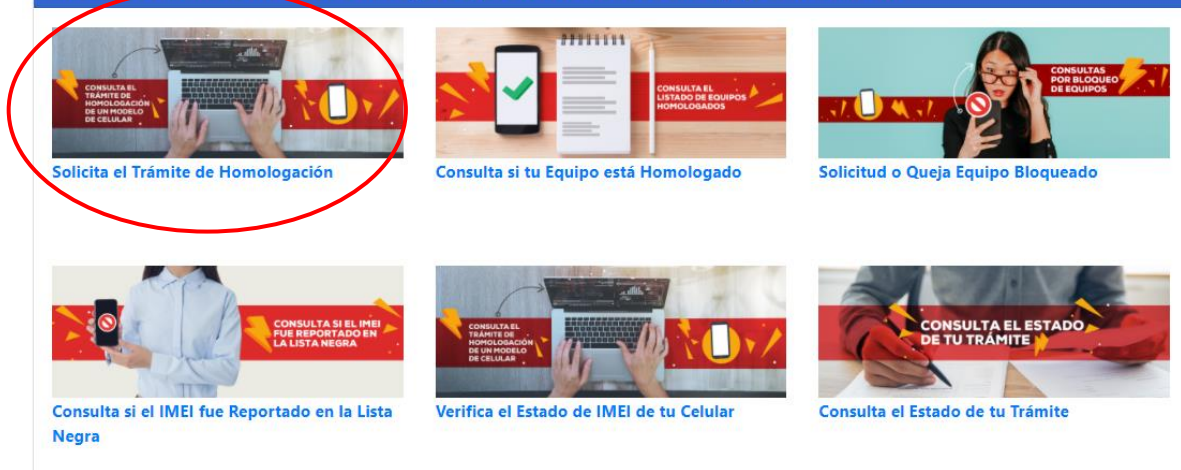 CONSULTA EL
TRÁMITE DE
HOMOLOGACIÓN
DE UN MODELO
DE CELULAR
Solicita el Trámite de Homologación
CONSULTA EL
LISTADO DE EQUIPOS
HOMOLOGADOS
Consulta si tu Equipo está Homologado
CONSULTAS
POR BLOQUEO
DE EQUIPOS
Solicitud o Queja Equipo Bloqueado
CONSULTA SI EL IMEI
FUE REPORTADO EN
LA LISTA NEGRA
Consulta si el IMEI fue Reportado en la Lista
Negra
CONSULTA EL
TRÁMITE DE
HOMOLOGACIÓN
DE UN MODELO
DE CELULAR
Verifica el Estado de IMEI de tu Celular
CONSULTA EL ESTADO
DE TU TRÁMITE
Consulta el Estado de tu Trámite